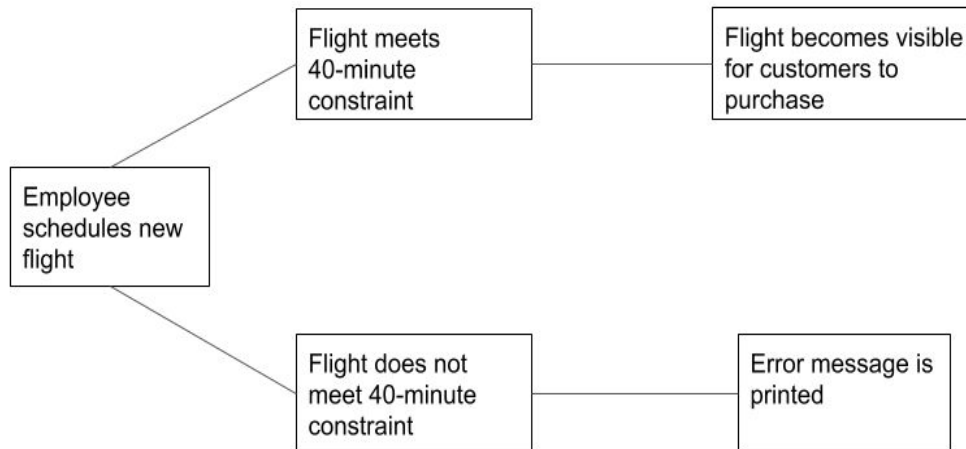 Flight meets
40-minute
constraint
Flight becomes visible
for customers to
purchase
Employee
schedules new
flight
Flight does not
meet 40-minute
constraint
Error message is
printed